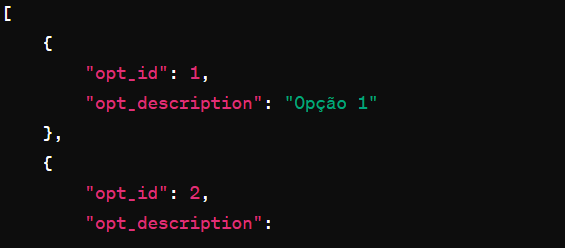 [
    {
        "opt_id": 1,
        "opt_description": "Opção 1"
    },
    {
        "opt_id": 2,
        "opt_description":